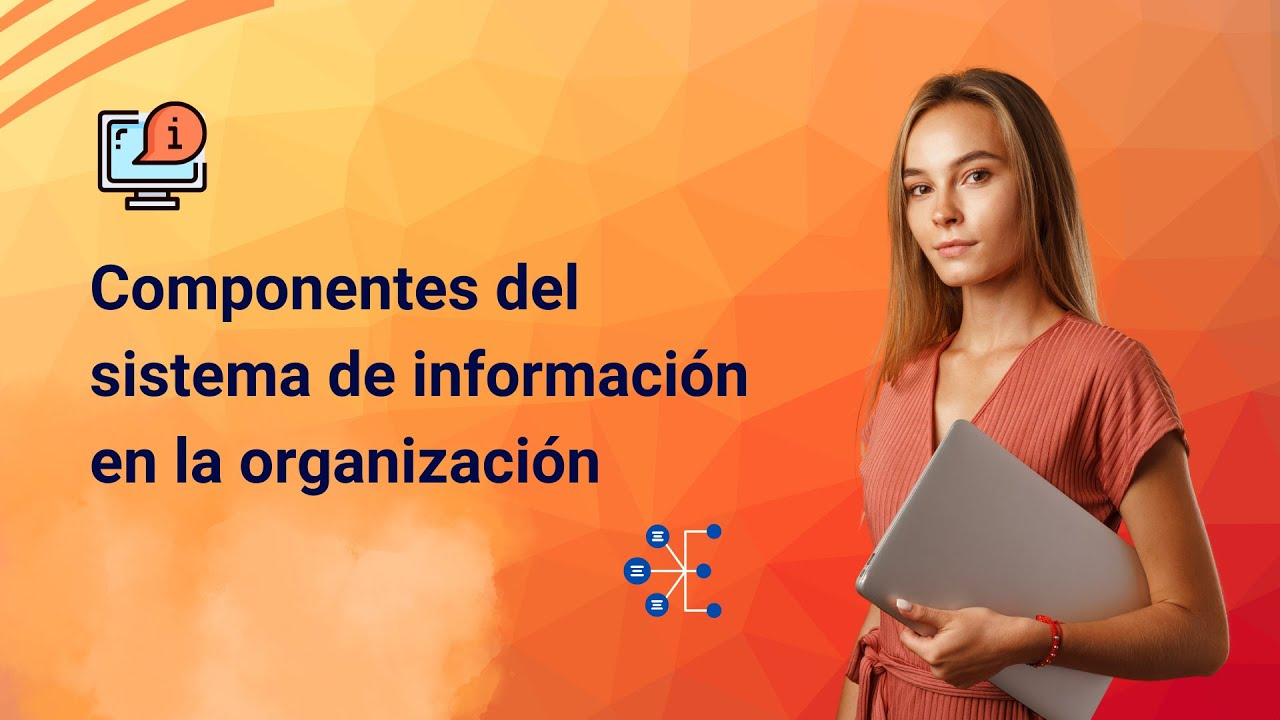 i
Componentes del
sistema de información
en la organización